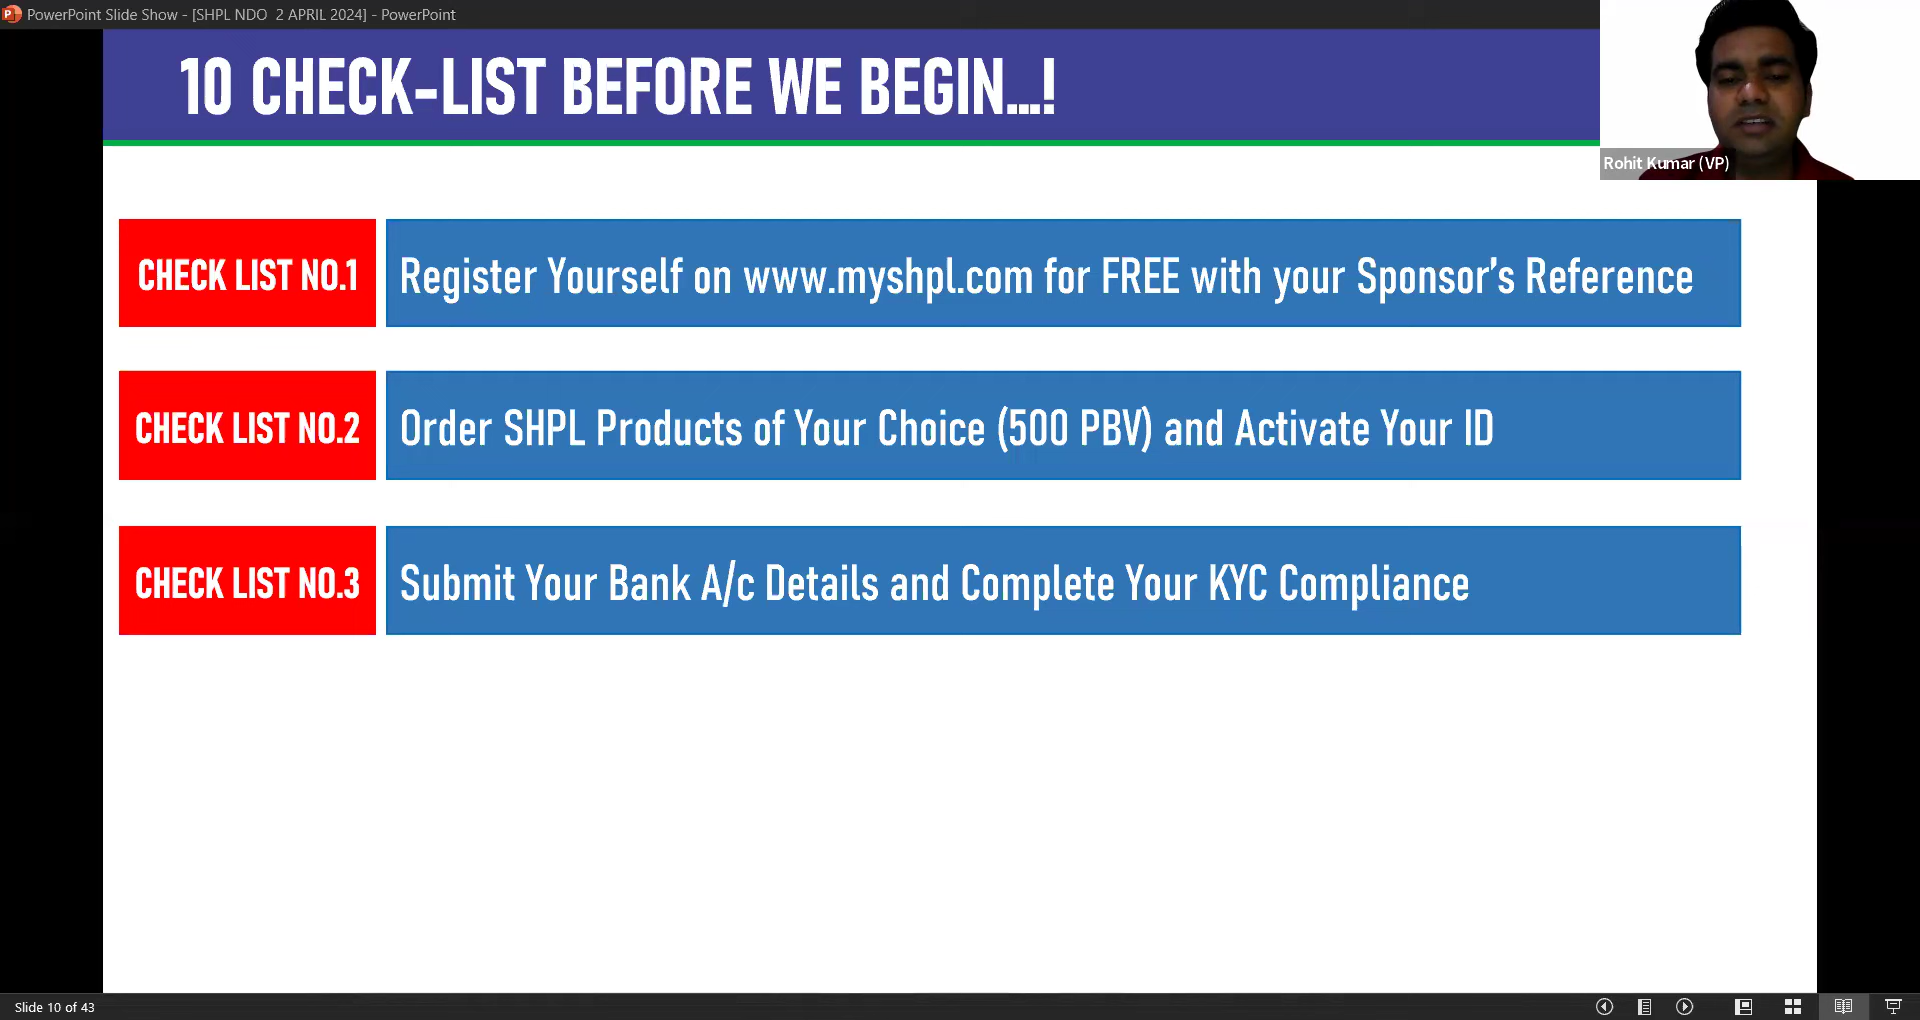 PowerPoint Slide Show - [SHPL NDO  2 APRIL 2024] - PowerPoint
10 CHECK-LIST BEFORE WE BEGIN...!
Rohit Kumar (VP)
CHECK LIST NO.1
Register Yourself on www.myshpl.com for FREE with your Sponsor's Reference
CHECK LIST NO.2
Order SHPL Products of Your Choice (500 PBV) and Activate Your ID
CHECK LIST NO.3
Submit Your Bank A/c Details and Complete Your KYC Compliance
Slide 10 of 43